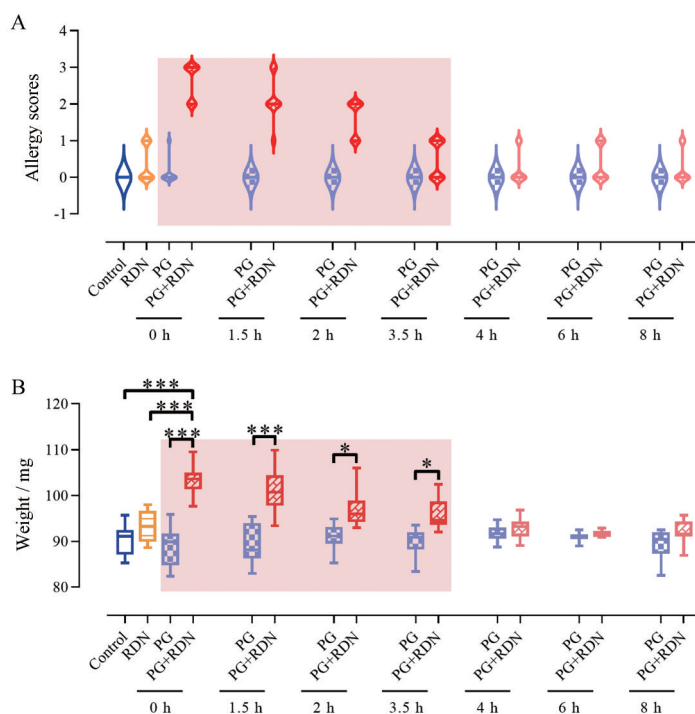 A
Allergy scores
4
3
2
1
0
-1
Control
RDN
PG
PG+RDN
PG
PG+RDN
PG
PG+RDN
PG
PG+RDN
PG
PG+RDN
PG
PG+RDN
PG
PG+RDN
0 h
1.5 h
2 h
3.5 h
4 h
6 h
8 h
B
Weight / mg
120
110
100
90
80
***
***
***
***
*
*
Control
RDN
PG
PG+RDN
PG
PG+RDN
PG
PG+RDN
PG
PG+RDN
PG
PG+RDN
PG
PG+RDN
PG
PG+RDN
0 h
1.5 h
2 h
3.5 h
4 h
6 h
8 h